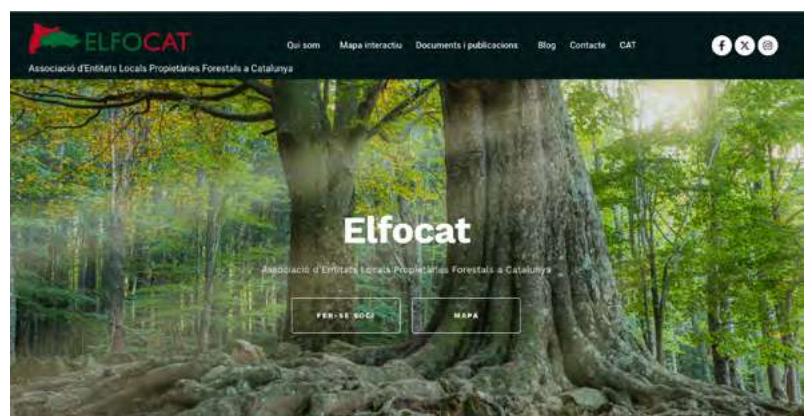 ELFOCAT
Associació d'Entitats Locals Propietàries Forestals a Catalunya
Qui som Mapa interactiu Documents i publicacions Blog Contacte CAT
Elfocat
Associació d'Entitats Locals Propietàries Forestals a Catalunya
FER-SE SOCI
MAPA